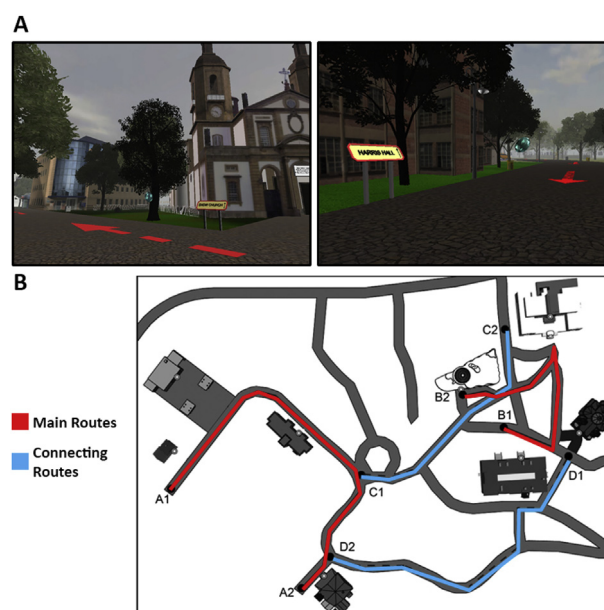 A
HARRIS HALL
B
C2
B2
B1
D1
A1
C1
D2
A2
Main Routes
Connecting
Routes